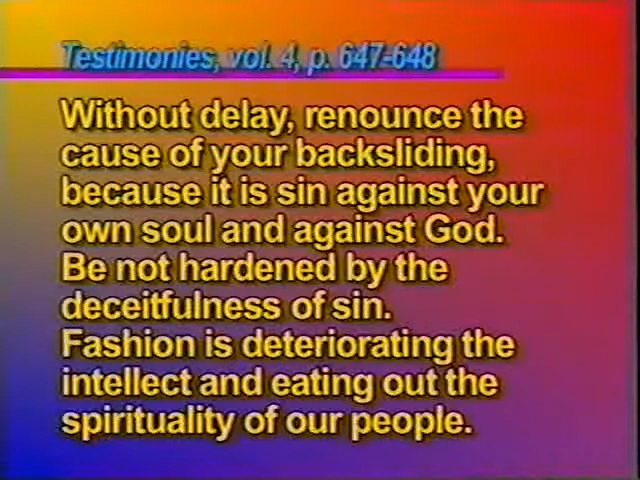 Testimonies, vol. 4, p. 647-648
Without delay, renounce the
cause of your backsliding,
because it is sin against your
own soul and against God.
Be not hardened by the
deceitfulness of sin.
Fashion is deteriorating the
intellect and eating out the
spirituality of our people.